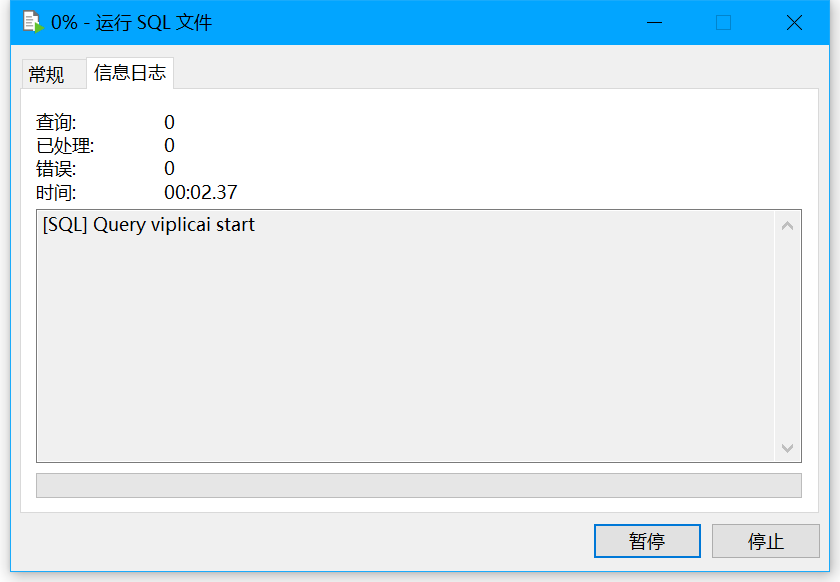 0% - 运行 SQL 文件
常规 信息日志
查询: 0
已处理: 0
错误: 0
时间: 00:02.37
[SQL] Query viplicai start
暂停 停止